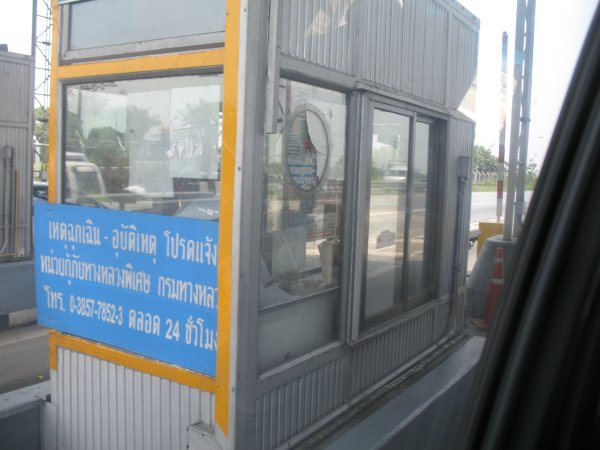 เหตุฉุกเฉิน - อุบัติเหตุ โปรดแจ้ง
หน่วยกู้ภัยทางหลวงพิเศษ กรมทางหล
โทร. 0-3857-7852-3 ตลอด 24 ชั่วโมง